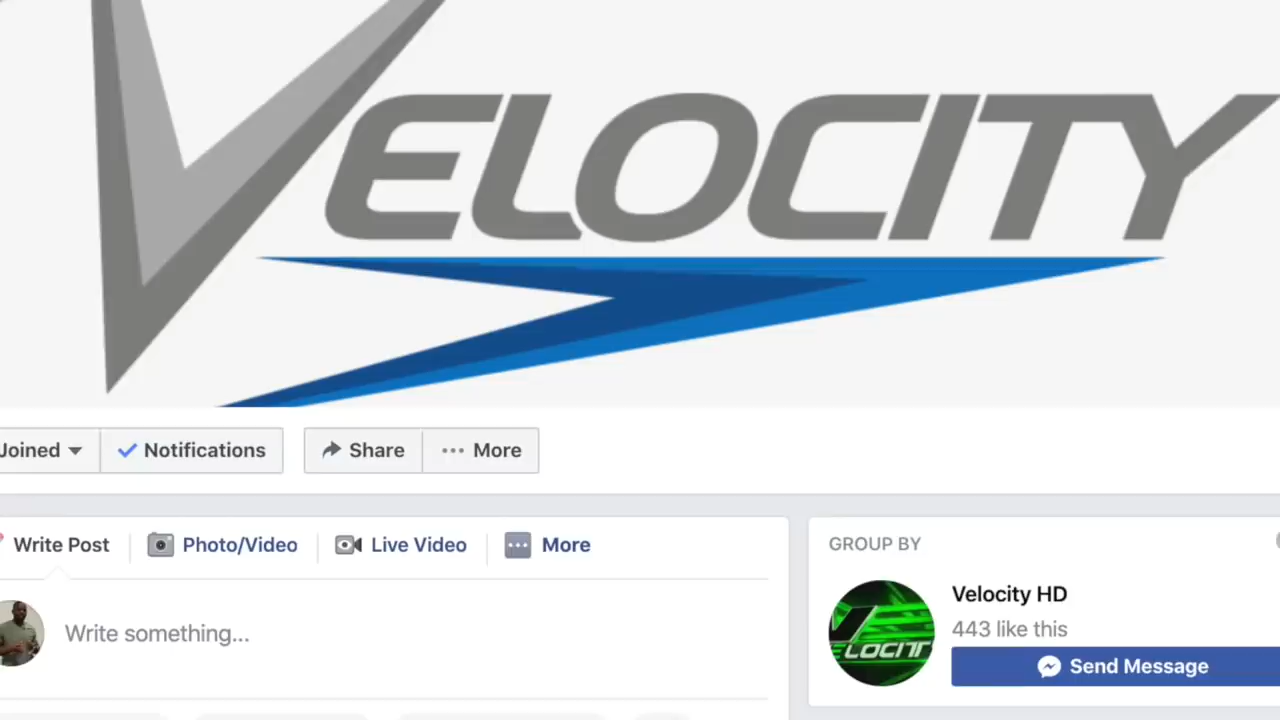 VELOCITY
Joined
Notifications
Share
More
Write Post
Photo/Video
Live Video
More
Write something...
GROUP BY
Velocity HD
443 like this
Send Message